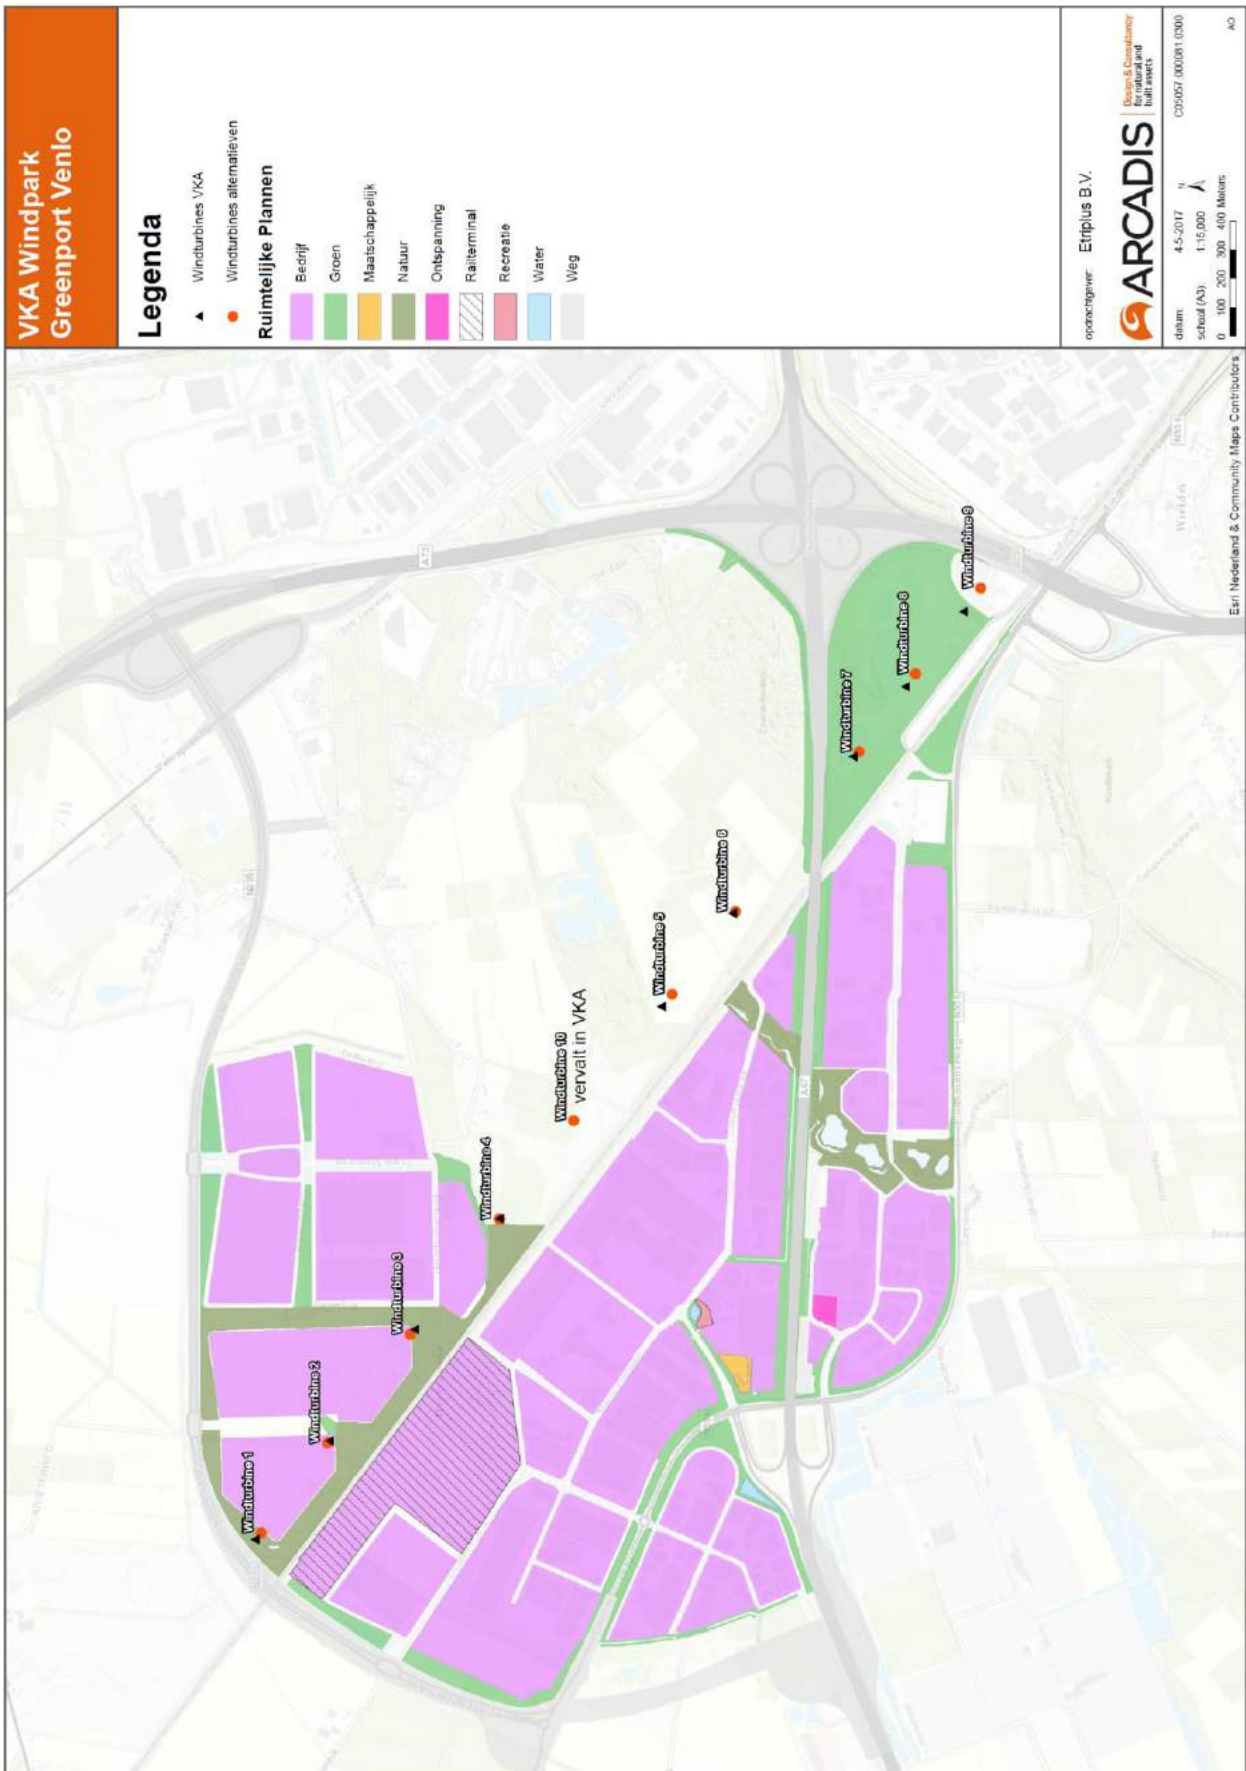 VKA Windpark
Greenport Venlo
Legenda
Windturbines VKA
Windturbines alternatieven
Ruimtelijke Plannen
Bedrijf
Groen
Maatschappelijk
Natuur
Ontspanning
Railterminal
Recreatie
Water
Weg
opdrachtgever: Etriplus B.V.
ARCADIS
Design & Consultancy
for natural and
built assets
datum: 4-5-2017
C05057.000081.0300
schaal (A3): 1:15,000
N
0 100 200 300 400 Meters
AO
Windturbine 1
Windturbine 2
Windturbine 3
Windturbine 4
Windturbine 10
vervalt in VKA
Windturbine 5
Windturbine 6
Windturbine 7
Windturbine 8
Windturbine 9
A73
A67
Esri Nederland & Community Maps Contributors